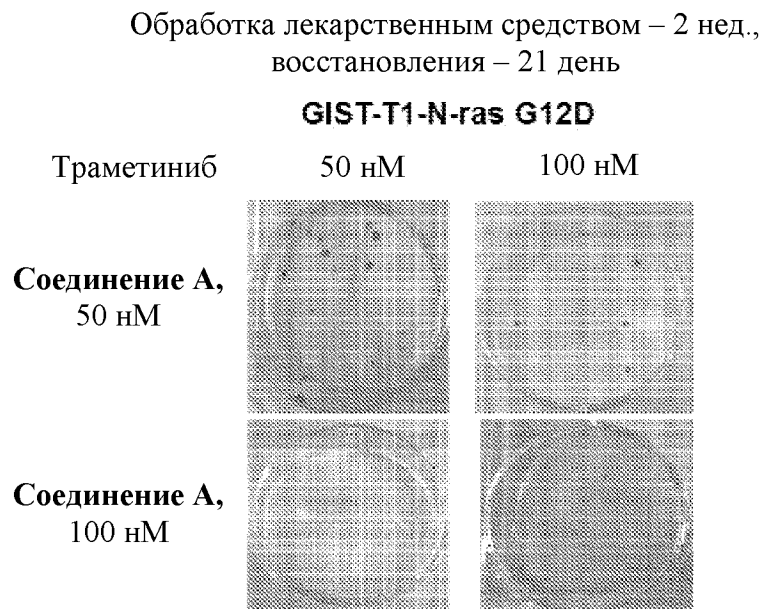 Обработка лекарственным средством – 2 нед.,
восстановления – 21 день
GIST-T1-N-ras G12D
Траметиниб 50 нМ 100 нМ
Соединение А,
50 нМ
Соединение А,
100 нМ